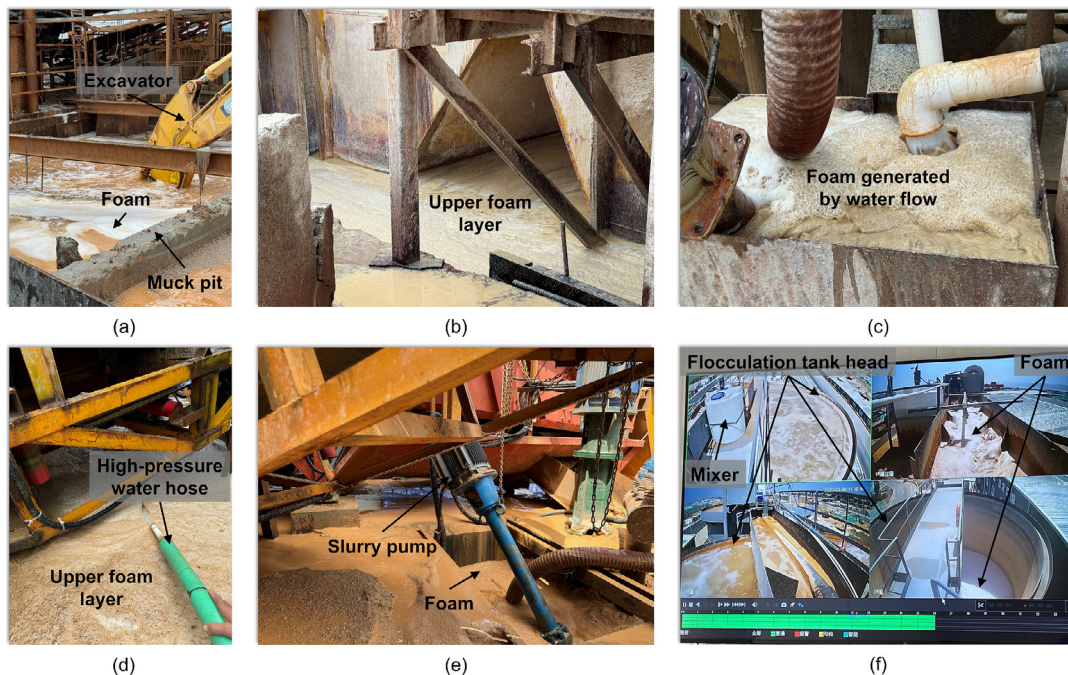 Excavator
Foam
Muck pit
(a)
Upper foam
layer
(b)
Foam generated
by water flow
(c)
High-pressure
water hose
Upper foam
layer
(d)
Slurry pump
Foam
(e)
Flocculation tank head
Foam
Mixer
(f)